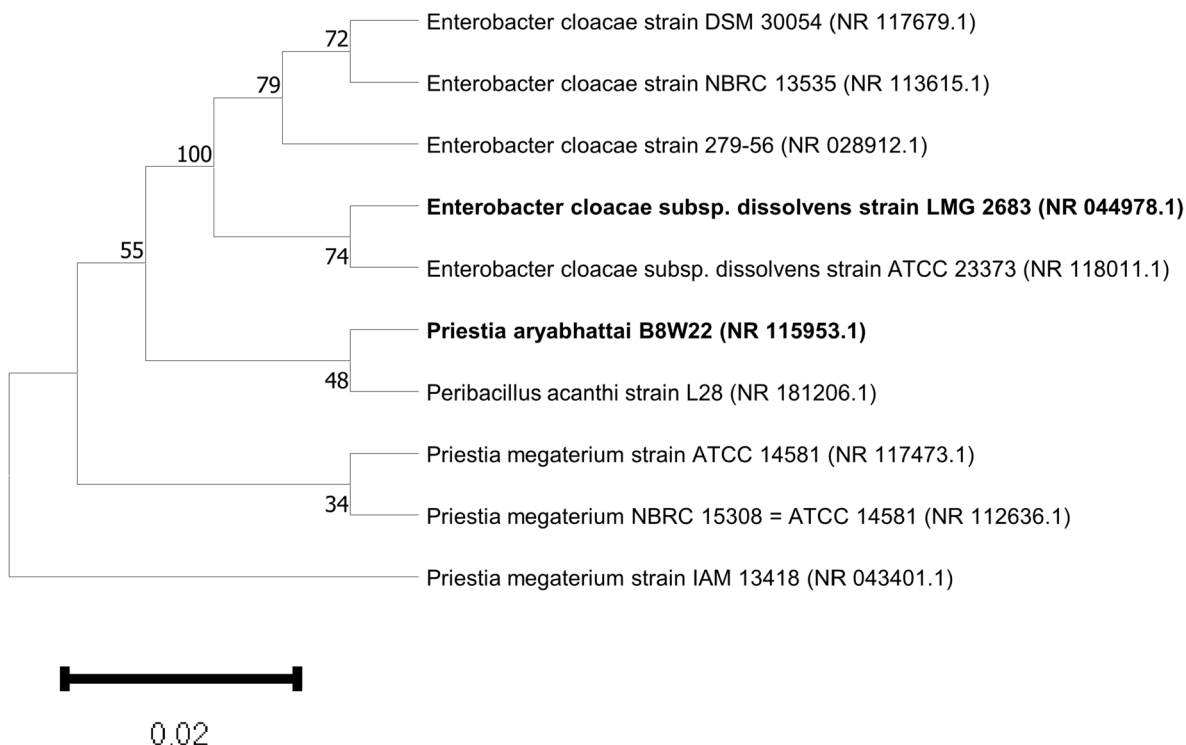 Enterobacter cloacae strain DSM 30054 (NR 117679.1)
72
Enterobacter cloacae strain NBRC 13535 (NR 113615.1)
79
Enterobacter cloacae strain 279-56 (NR 028912.1)
100
Enterobacter cloacae subsp. dissolvens strain LMG 2683 (NR 044978.1)
55
74
Enterobacter cloacae subsp. dissolvens strain ATCC 23373 (NR 118011.1)
Priestia aryabhattai B8W22 (NR 115953.1)
48
Peribacillus acanthi strain L28 (NR 181206.1)
Priestia megaterium strain ATCC 14581 (NR 117473.1)
34
Priestia megaterium NBRC 15308 = ATCC 14581 (NR 112636.1)
Priestia megaterium strain IAM 13418 (NR 043401.1)
0.02